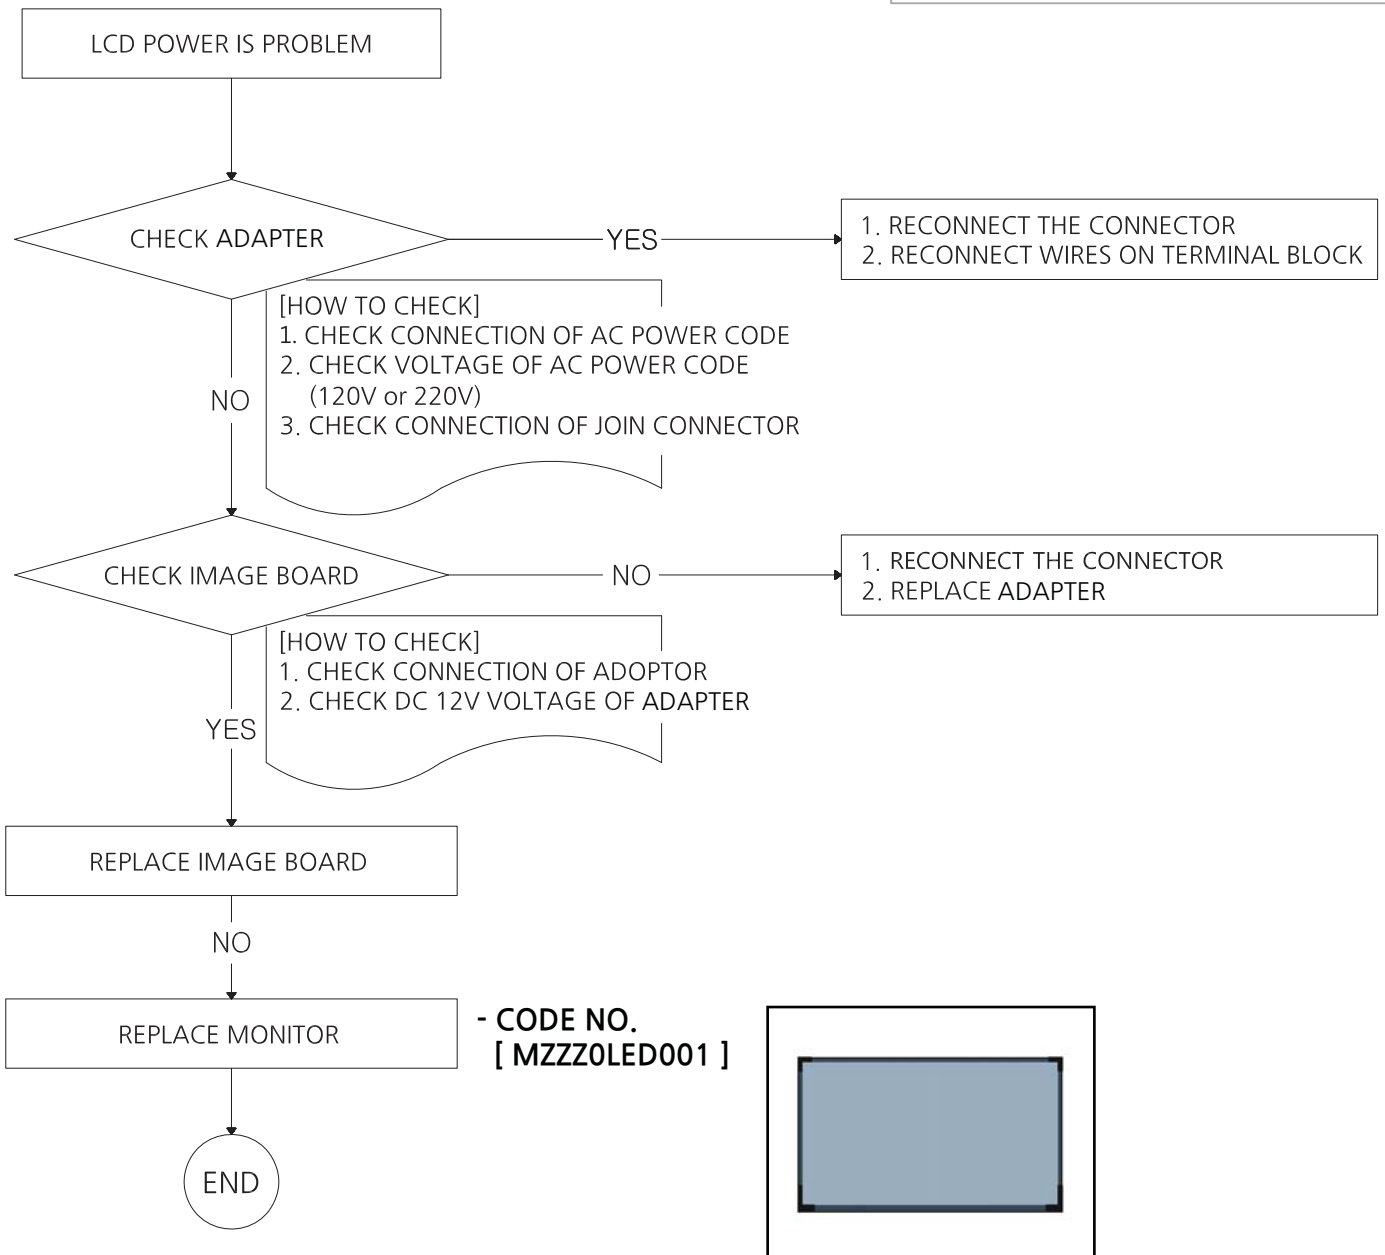 LCD POWER IS PROBLEM
CHECK ADAPTER
YES
1. RECONNECT THE CONNECTOR
2. RECONNECT WIRES ON TERMINAL BLOCK
[HOW TO CHECK]
1. CHECK CONNECTION OF AC POWER CODE
2. CHECK VOLTAGE OF AC POWER CODE
(120V or 220V)
3. CHECK CONNECTION OF JOIN CONNECTOR
NO
CHECK IMAGE BOARD
NO
1. RECONNECT THE CONNECTOR
2. REPLACE ADAPTER
[HOW TO CHECK]
1. CHECK CONNECTION OF ADOPTOR
2. CHECK DC 12V VOLTAGE OF ADAPTER
YES
REPLACE IMAGE BOARD
NO
REPLACE MONITOR
- CODE NO.
[ MZZZ0LED001 ]
END